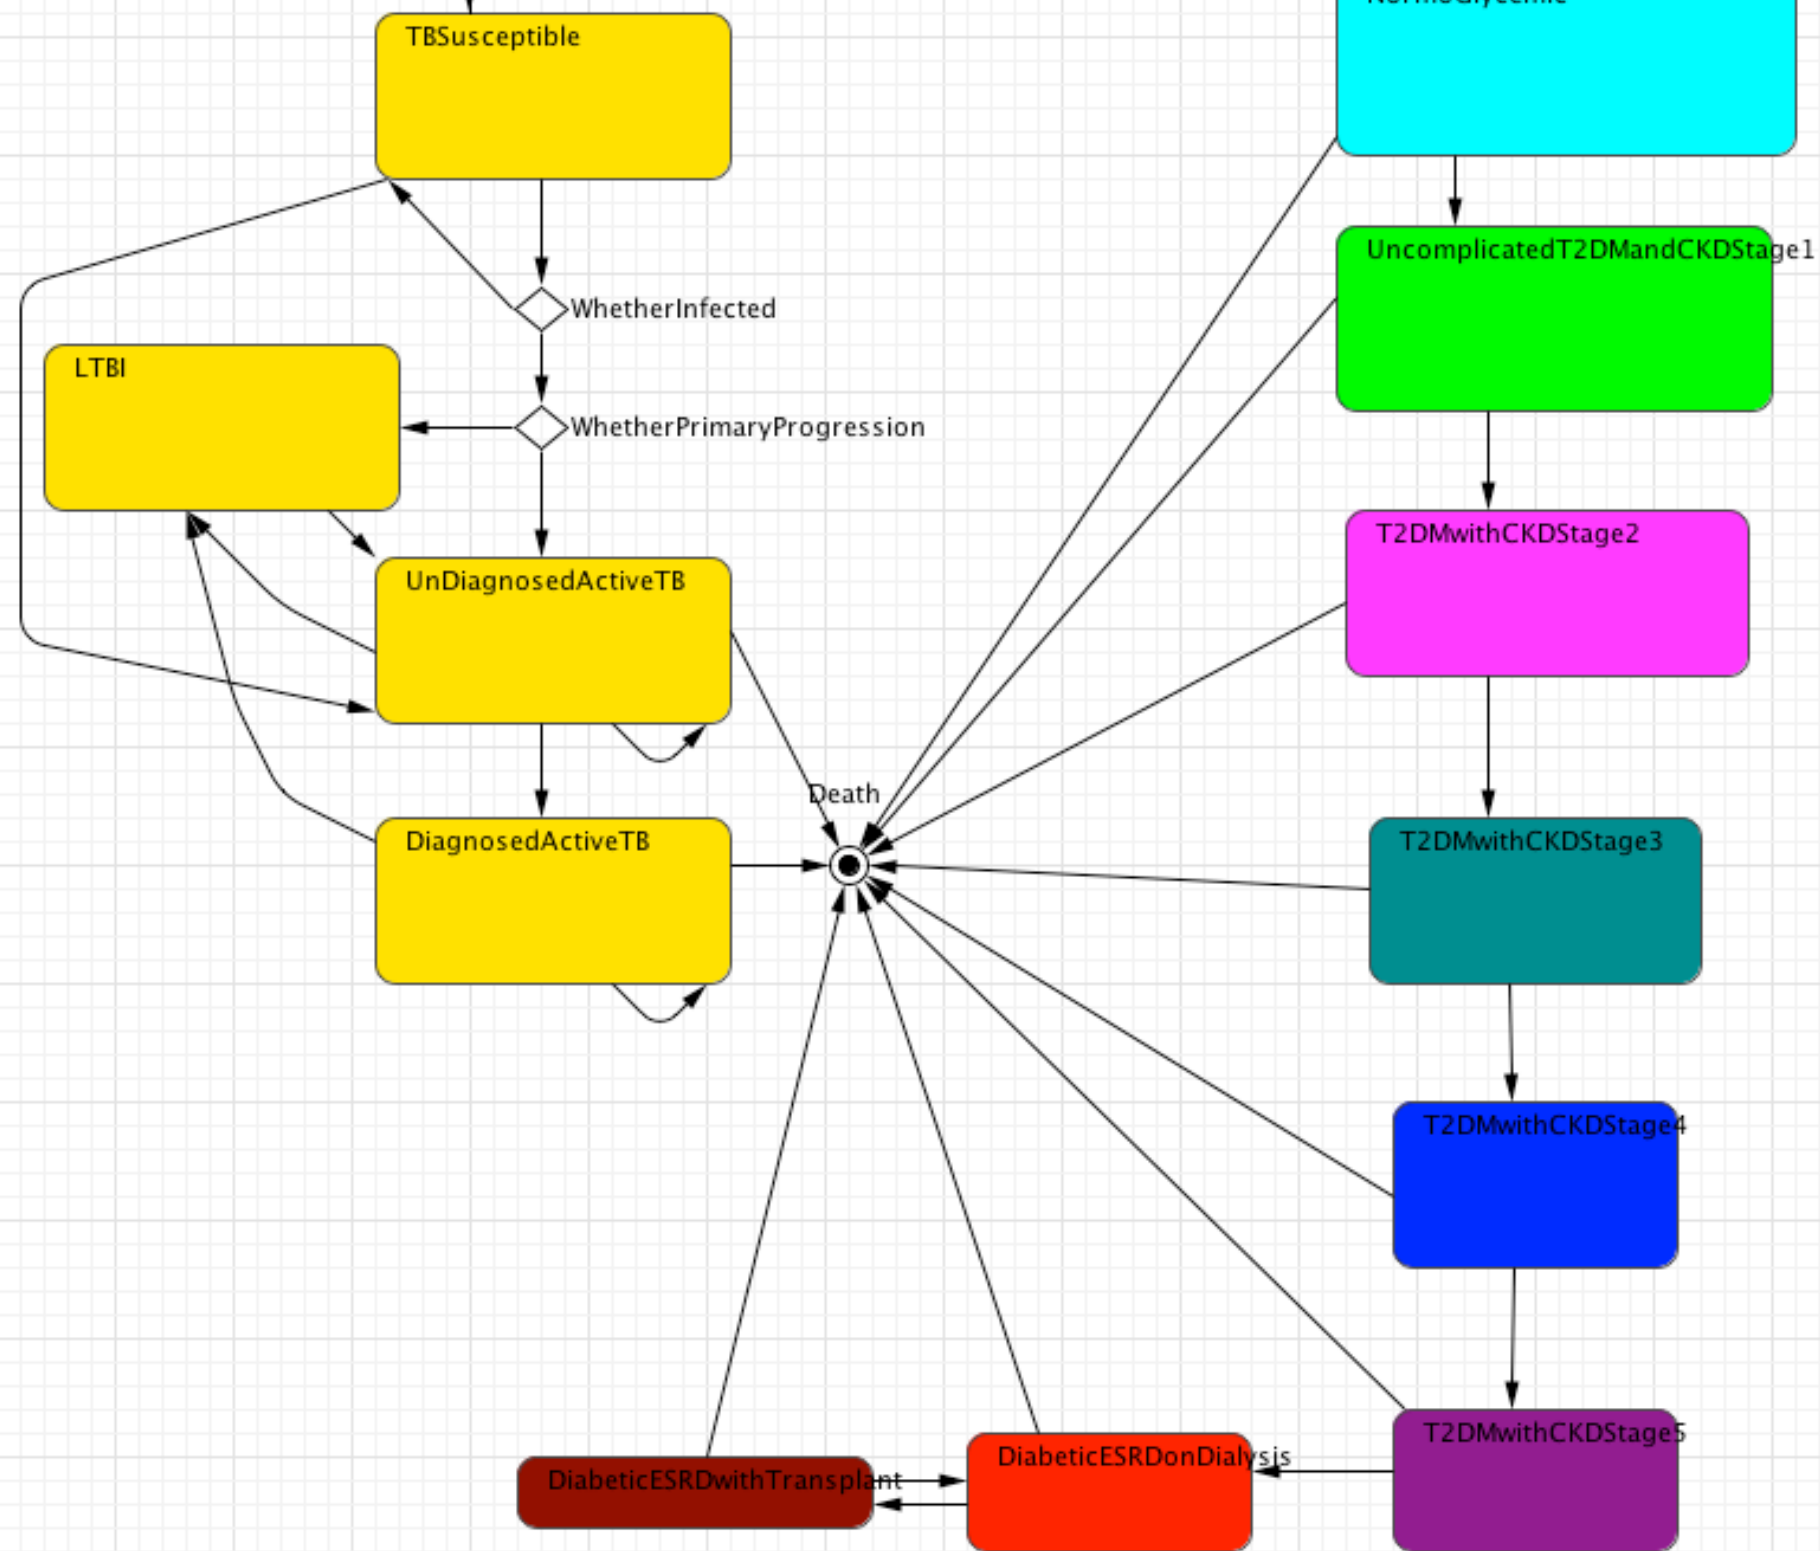 TBSusceptible
WhetherInfected
LTBI
WhetherPrimaryProgression
UnDiagnosedActiveTB
Death
DiagnosedActiveTB
UncomplicatedT2DMandCKDStage1
T2DMwithCKDStage2
T2DMwithCKDStage3
T2DMwithCKDStage4
T2DMwithCKDStage5
DiabeticESRDonDialysis
DiabeticESRDwithTransplant